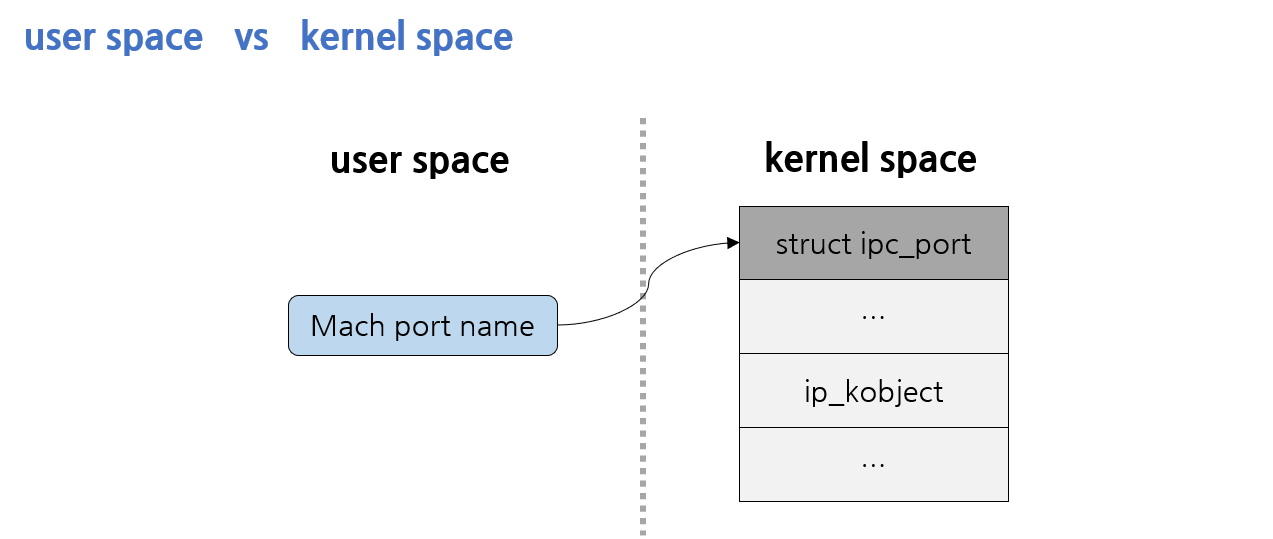 user space vs kernel space
user space
kernel space
struct ipc_port
...
Mach port name
ip_kobject
...